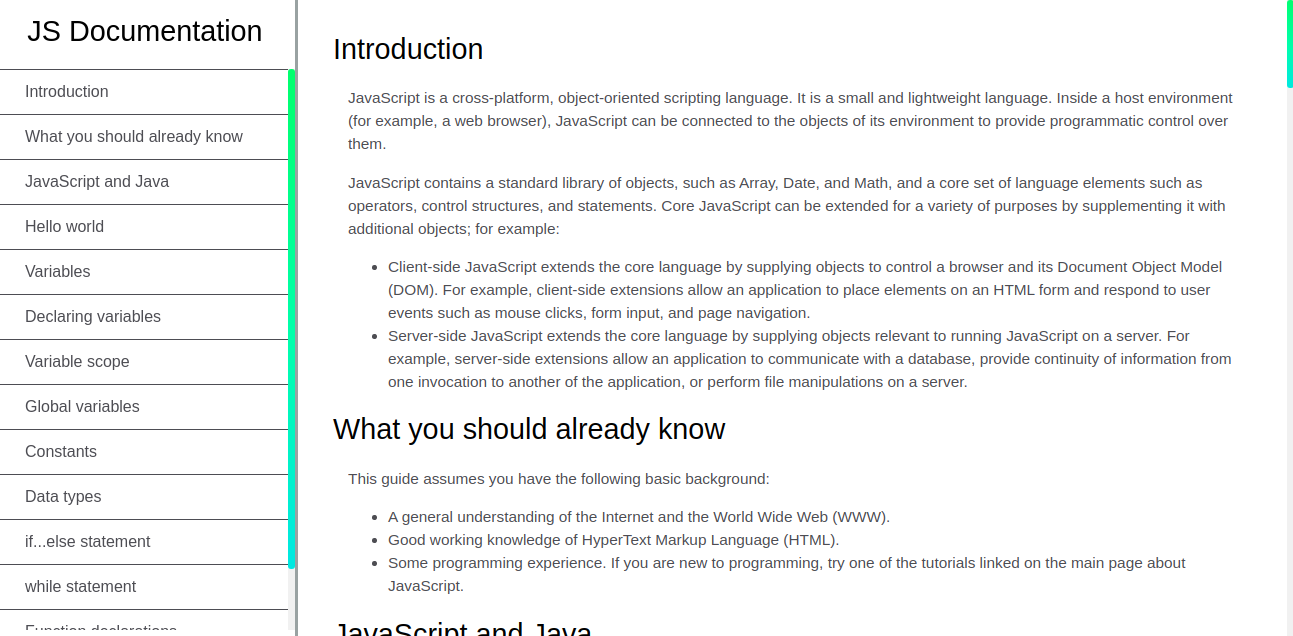 JS Documentation
Introduction
What you should already know
JavaScript and Java
Hello world
Variables
Declaring variables
Variable scope
Global variables
Constants
Data types
if...else statement
while statement
Function declarations
Introduction
JavaScript is a cross-platform, object-oriented scripting language. It is a small and lightweight language. Inside a host environment
(for example, a web browser), JavaScript can be connected to the objects of its environment to provide programmatic control over
them.
JavaScript contains a standard library of objects, such as Array, Date, and Math, and a core set of language elements such as
operators, control structures, and statements. Core JavaScript can be extended for a variety of purposes by supplementing it with
additional objects; for example:
• Client-side JavaScript extends the core language by supplying objects to control a browser and its Document Object Model
(DOM). For example, client-side extensions allow an application to place elements on an HTML form and respond to user
events such as mouse clicks, form input, and page navigation.
• Server-side JavaScript extends the core language by supplying objects relevant to running JavaScript on a server. For
example, server-side extensions allow an application to communicate with a database, provide continuity of information from
one invocation to another of the application, or perform file manipulations on a server.
What you should already know
This guide assumes you have the following basic background:
• A general understanding of the Internet and the World Wide Web (WWW).
• Good working knowledge of HyperText Markup Language (HTML).
• Some programming experience. If you are new to programming, try one of the tutorials linked on the main page about
JavaScript.
JavaScript and Java